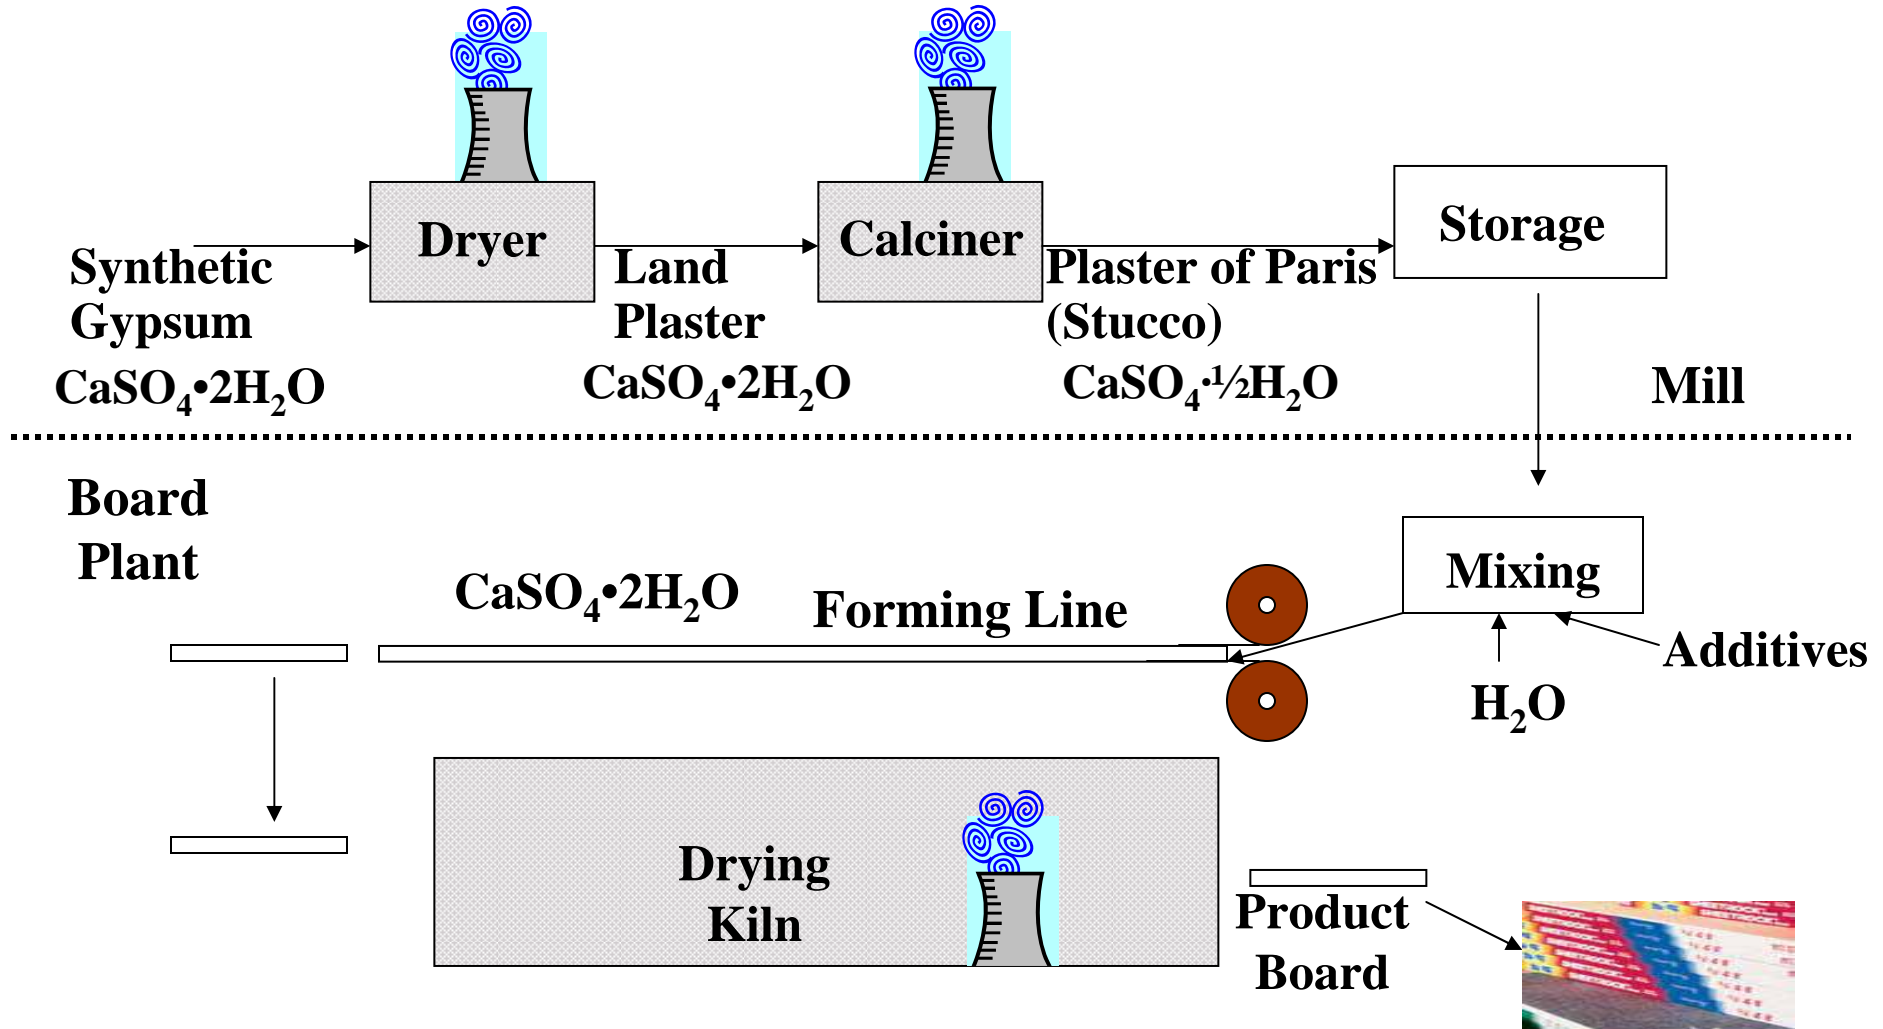 Dryer
Calciner
Storage
Synthetic
Gypsum
CaSO₄•2H₂O
Land
Plaster
CaSO₄•2H₂O
Plaster of Paris
(Stucco)
CaSO₄·½H₂O
Mill
Board
Plant
CaSO₄•2H₂O
Forming Line
Mixing
Additives
H₂O
Drying
Kiln
Product
Board